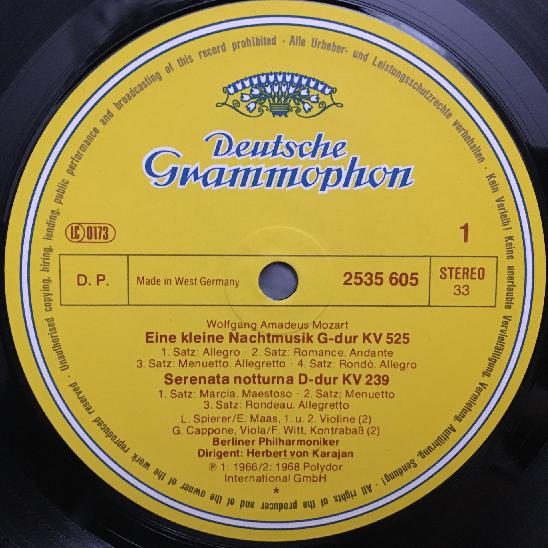 Unauthorised copying, hiring, lending, public performance and broadcasting of this record prohibited · Alle Urheber- und Leistungsschutzrechte vorbehalten · Kein Verleih! Keine unerlaubte Vervielfältigung, Vermietung, Aufführung, Sendung! · All rights of the producer and of the owner of the work reproduced reserved ·
Deutsche
Grammophon
LC 0173
1
D. P.
Made in West Germany
2535 605
STEREO
33
Wolfgang Amadeus Mozart
Eine kleine Nachtmusik G-dur KV 525
1. Satz: Allegro · 2. Satz: Romance. Andante
3. Satz: Menuetto. Allegretto · 4. Satz: Rondò. Allegro
Serenata notturna D-dur KV 239
1. Satz: Marcia. Maestoso · 2. Satz: Menuetto
3. Satz: Rondeau. Allegretto
L. Spierer/E. Maas, 1. u. 2. Violine (2)
G. Cappone, Viola/F. Witt, Kontrabaß (2)
Berliner Philharmoniker
Dirigent: Herbert von Karajan
Ⓟ 1: 1966/2: 1968 Polydor
International GmbH
*